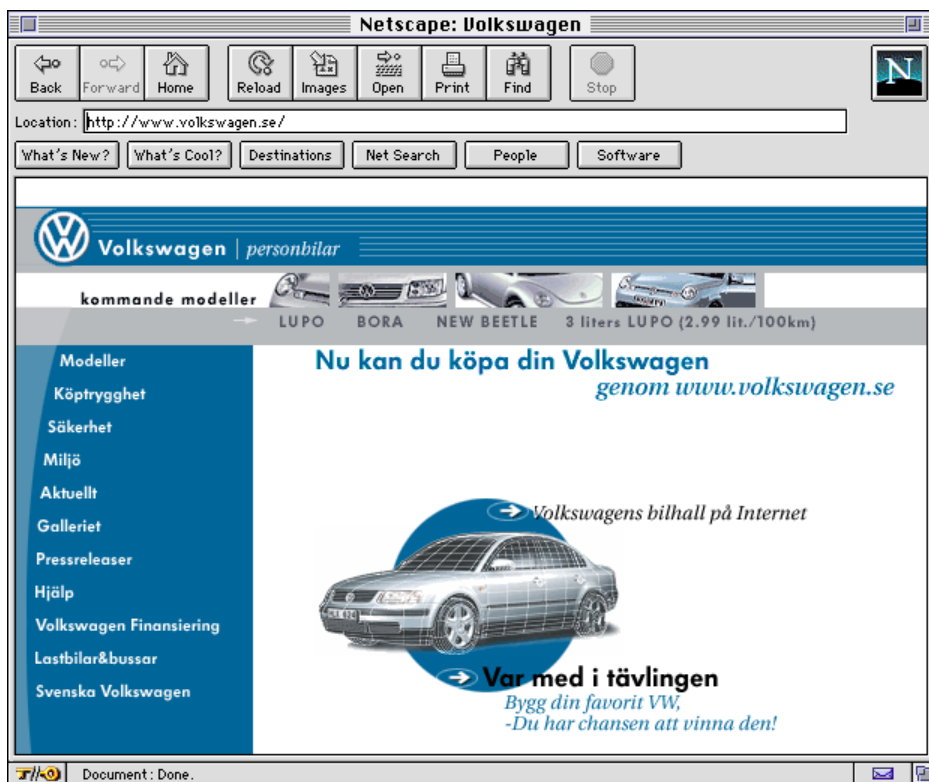 Netscape: Volkswagen
Back Forward Home Reload Images Open Print Find Stop
N
Location: http://www.volkswagen.se/
What's New? What's Cool? Destinations Net Search People Software
Volkswagen | personbilar
kommande modeller
LUPO BORA NEW BEETLE 3 liters LUPO (2.99 lit./100km)
Modeller
Köptrygghet
Säkerhet
Miljö
Aktuellt
Galleriet
Pressreleaser
Hjälp
Volkswagen Finansiering
Lastbilar&bussar
Svenska Volkswagen
Nu kan du köpa din Volkswagen
genom www.volkswagen.se
Volkswagens bilhall på Internet
Var med i tävlingen
Bygg din favorit VW,
-Du har chansen att vinna den!
Document: Done.